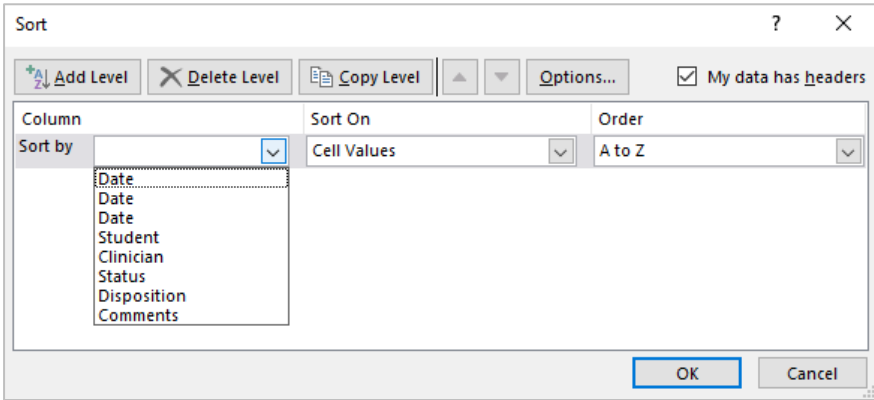 Sort ?
Add Level Delete Level Copy Level Options... My data has headers
Column Sort On Order
Sort by Cell Values A to Z
Date
Date
Date
Student
Clinician
Status
Disposition
Comments
OK Cancel